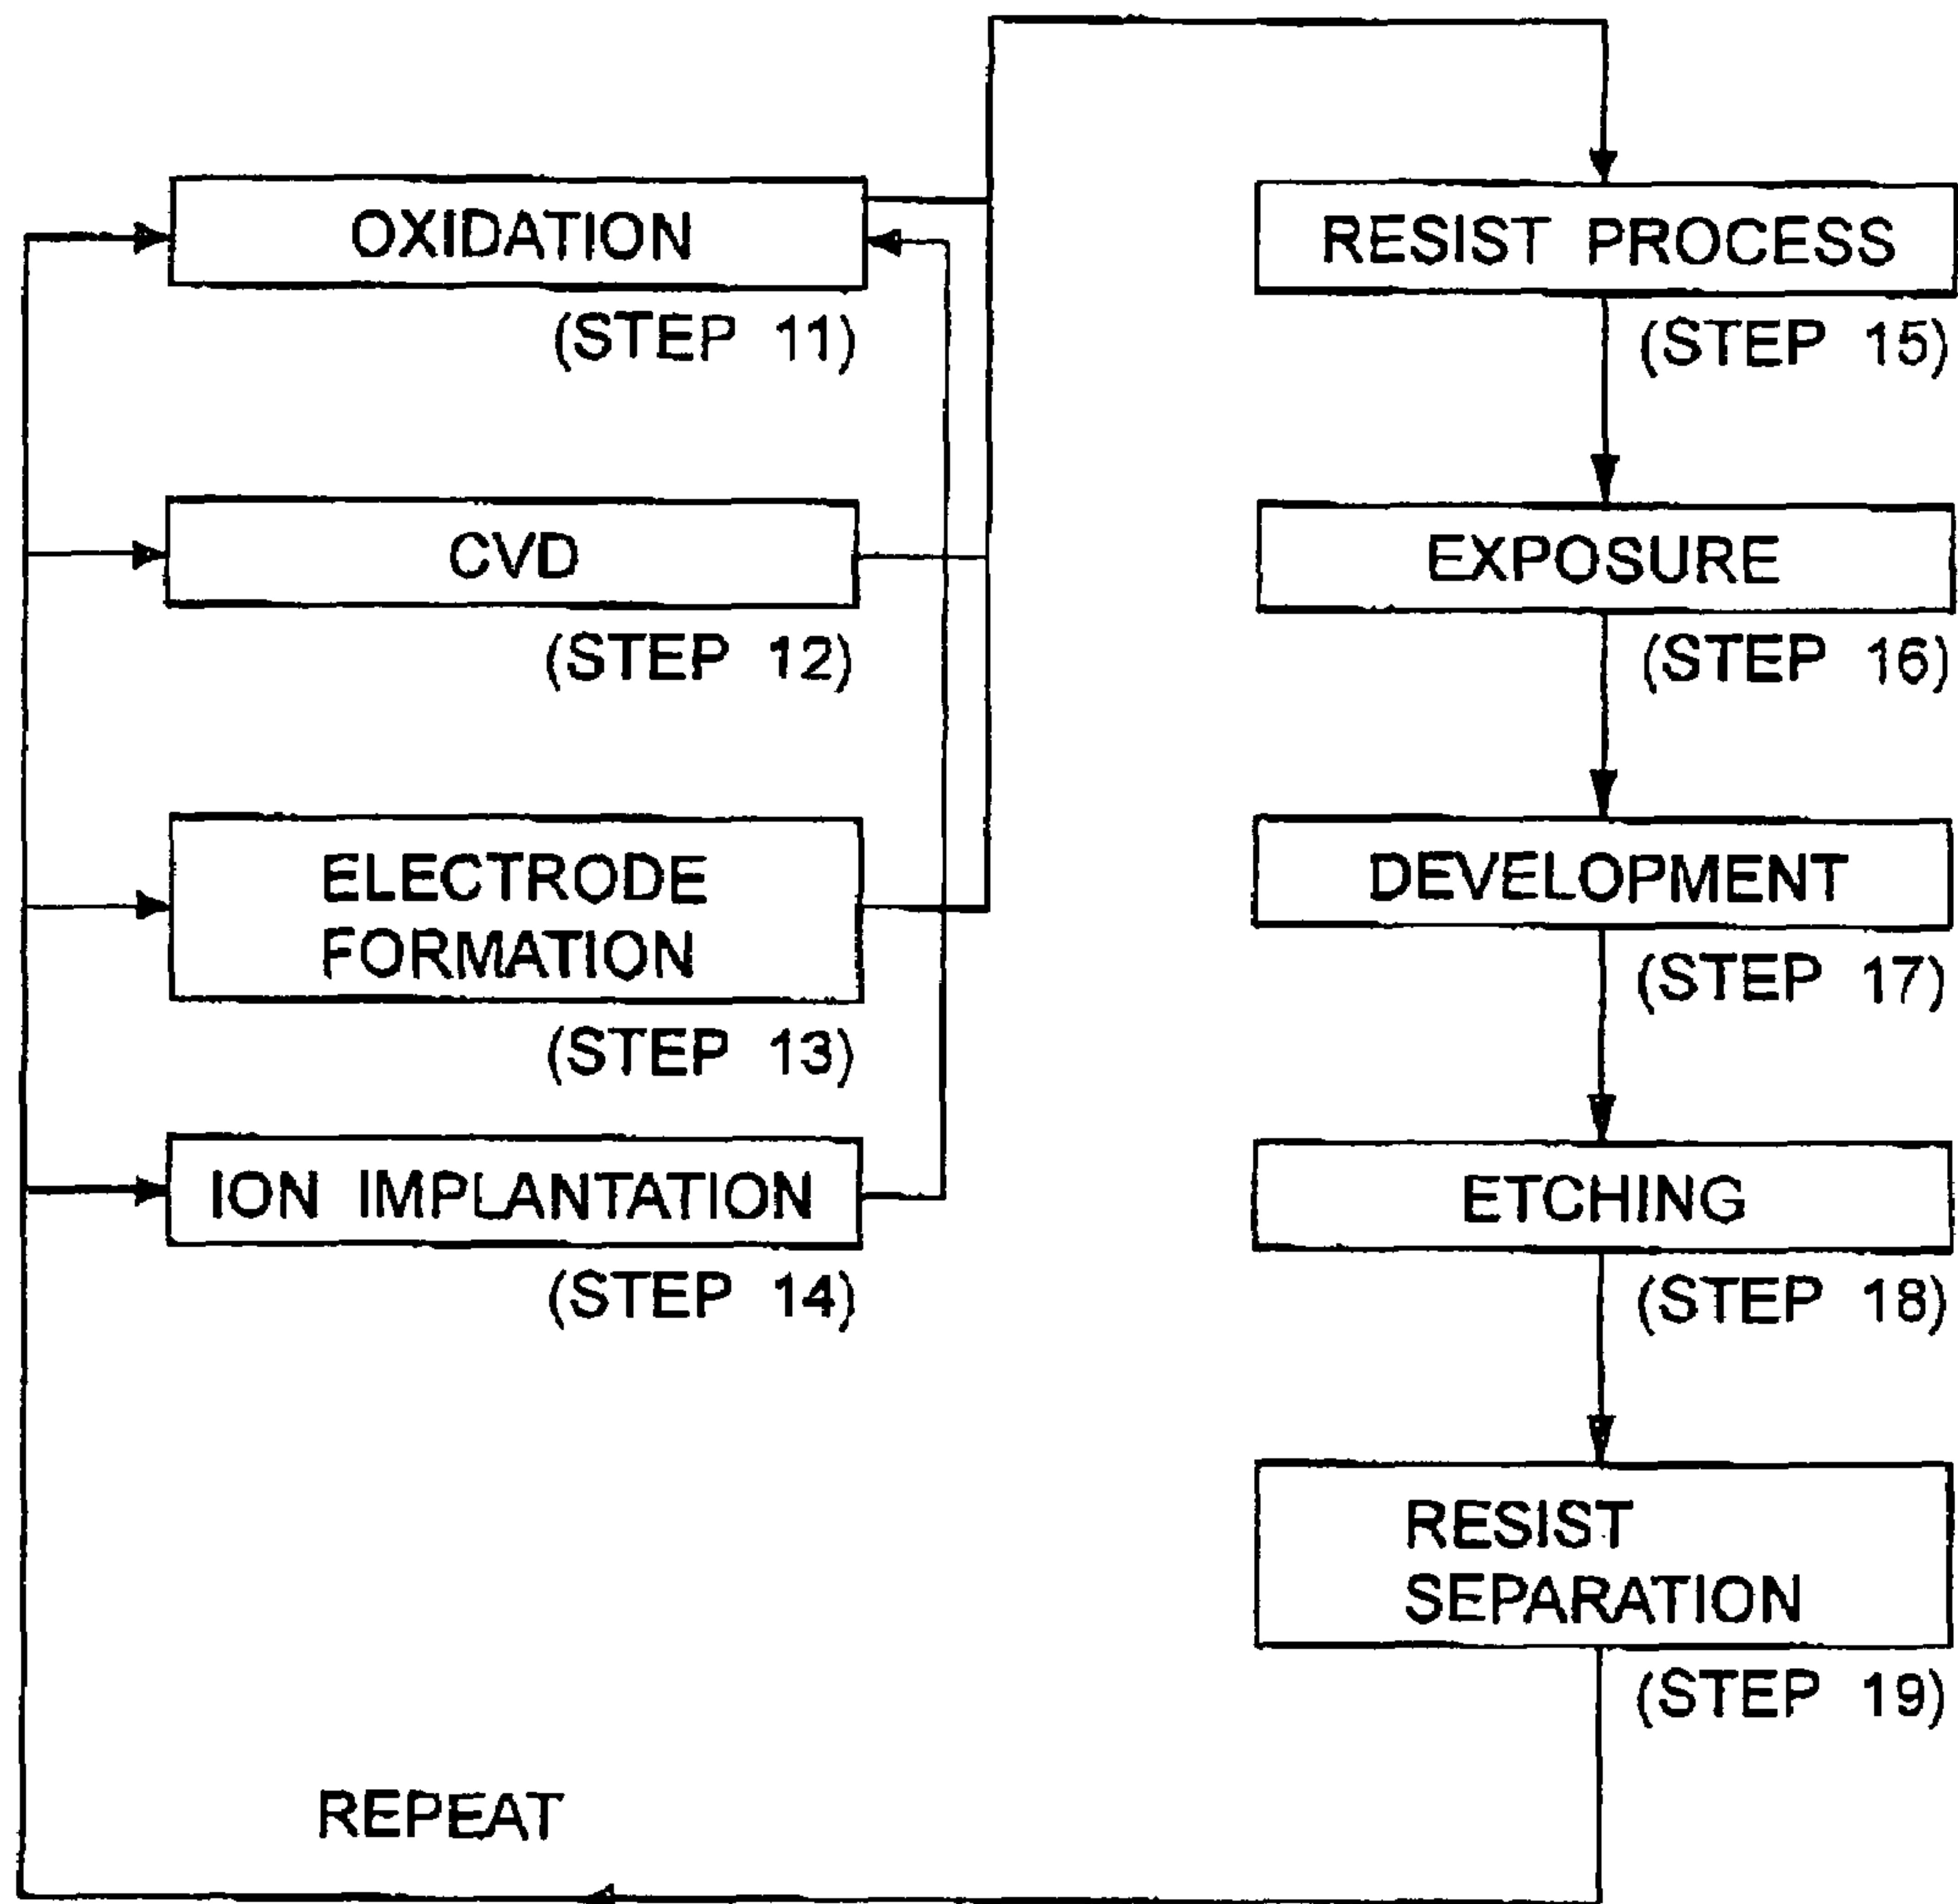 OXIDATION
(STEP 11)
CVD
(STEP 12)
ELECTRODE
FORMATION
(STEP 13)
ION IMPLANTATION
(STEP 14)
RESIST PROCESS
(STEP 15)
EXPOSURE
(STEP 16)
DEVELOPMENT
(STEP 17)
ETCHING
(STEP 18)
RESIST
SEPARATION
(STEP 19)
REPEAT